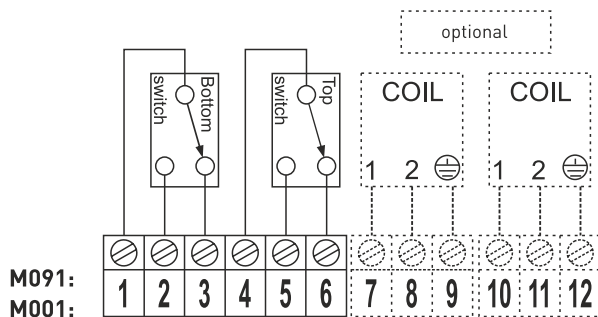 optional
Bottom
switch
Top
switch
COIL
COIL
1 2
1 2
M091:
M001:
1 2 3 4 5 6 7 8 9 10 11 12